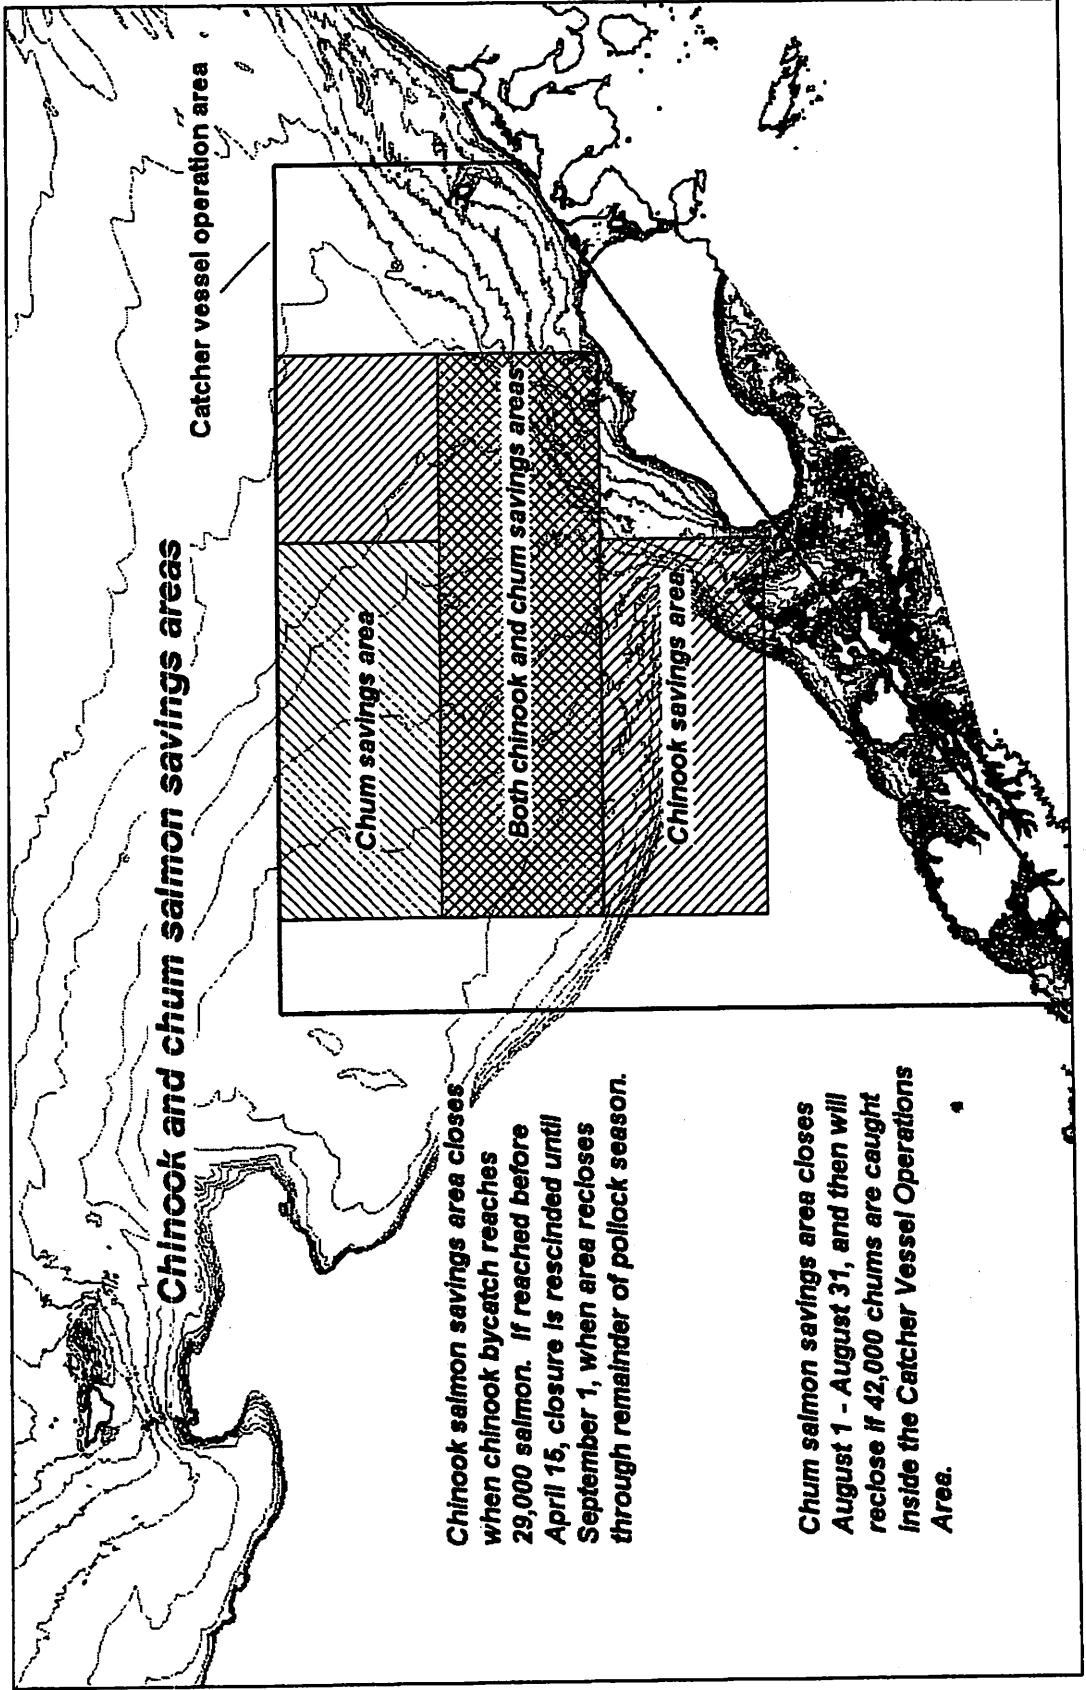 Chinook and chum salmon savings areas
Catcher vessel operation area
Chum savings area
Both chinook and chum savings areas
Chinook savings area
Chinook salmon savings area closes
when chinook bycatch reaches
29,000 salmon. If reached before
April 15, closure is rescinded until
September 1, when area recloses
through remainder of pollock season.
Chum salmon savings area closes
August 1 - August 31, and then will
reclose if 42,000 chums are caught
inside the Catcher Vessel Operations
Area.